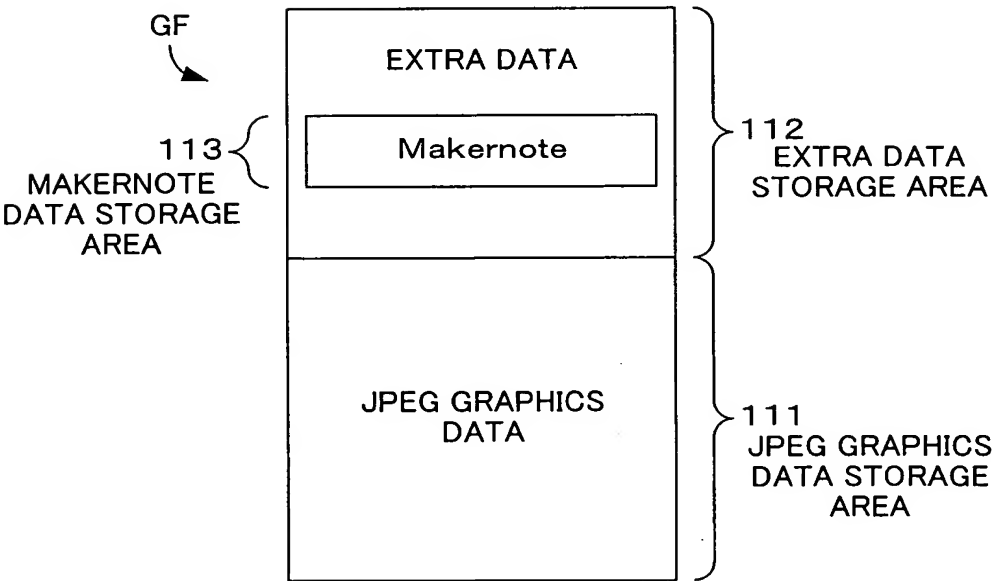 GF
EXTRA DATA
Makernote
113
MAKERNOTE
DATA STORAGE
AREA
112
EXTRA DATA
STORAGE AREA
JPEG GRAPHICS
DATA
111
JPEG GRAPHICS
DATA STORAGE
AREA